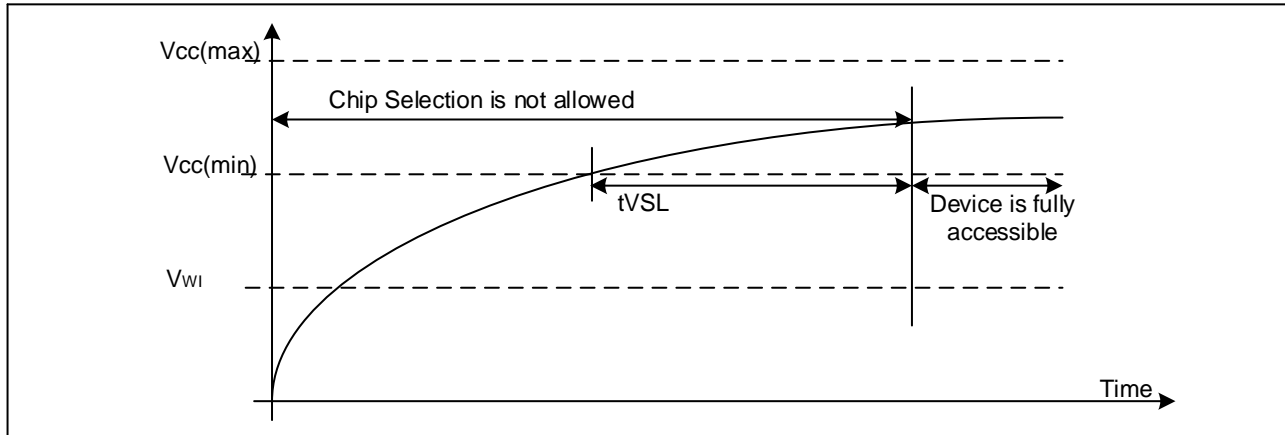 Vcc(max)
Chip Selection is not allowed
Vcc(min)
tVSL
Device is fully
accessible
VWI
Time